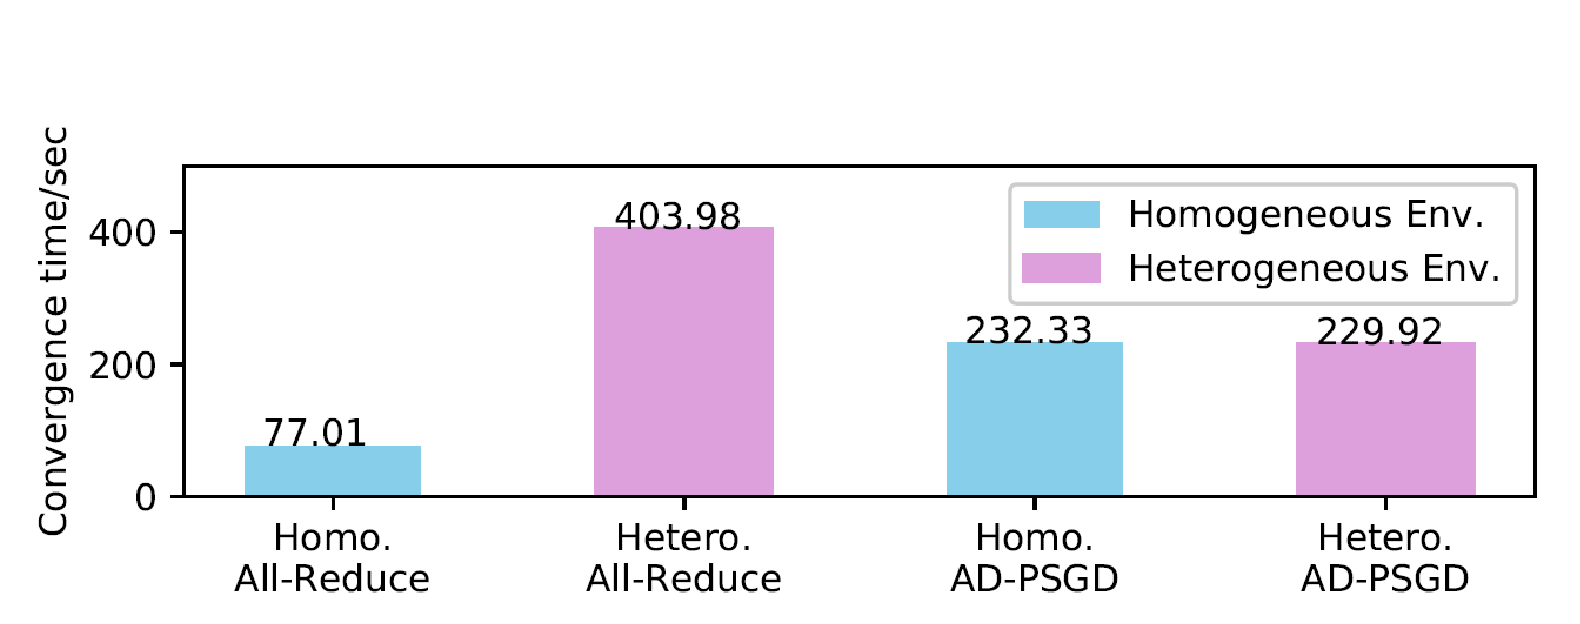 Convergence time/sec
400
200
0
77.01
403.98
232.33
229.92
Homogeneous Env.
Heterogeneous Env.
Homo.
All-Reduce
Hetero.
All-Reduce
Homo.
AD-PSGD
Hetero.
AD-PSGD